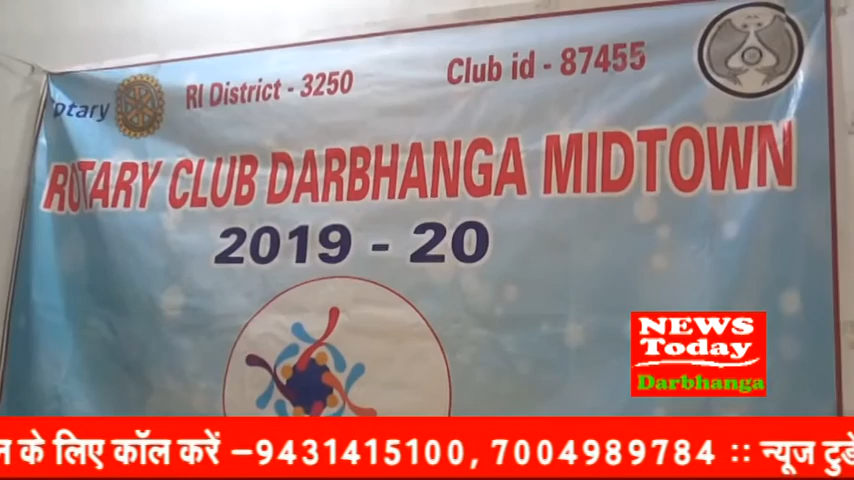 otary
RI District - 3250
Club id - 87455
ROTARY CLUB DARBHANGA MIDTOWN
2019 - 20
NEWS
Today
Darbhanga
के लिए कॉल करें –9431415100, 7004989784 :: न्यूज टुडे